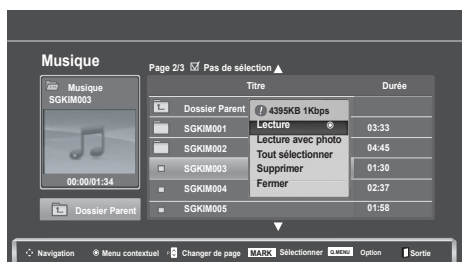 Musique
Page 2/3 Pas de sélection
Musique
SGKIM003
00:00/01:34
Dossier Parent
Titre Durée
Dossier Parent
SGKIM001 03:33
SGKIM002 04:45
SGKIM003 01:30
SGKIM004 02:37
SGKIM005 01:58
4395KB 1Kbps
Lecture
Lecture avec photo
Tout sélectionner
Supprimer
Fermer
Navigation Menu contextuel Changer de page MARK Sélectionner Q.MENU Option Sortie